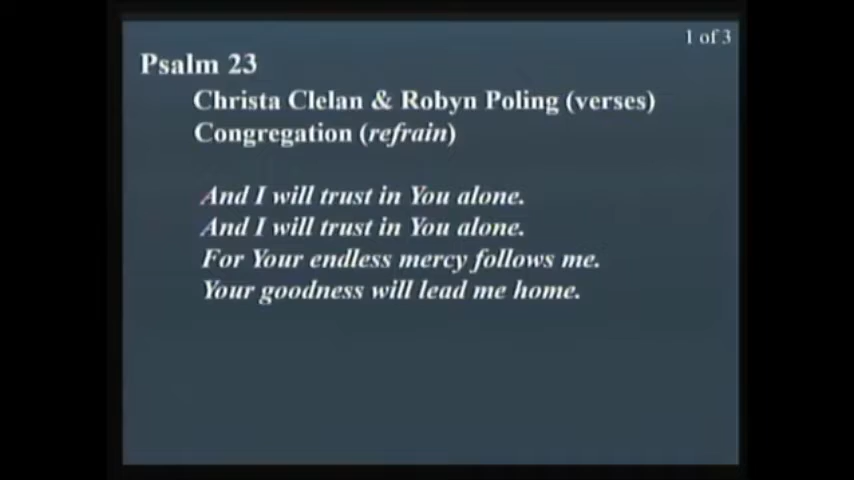 1 of 3
Psalm 23
Christa Clelan & Robyn Poling (verses)
Congregation (refrain)
And I will trust in You alone.
And I will trust in You alone.
For Your endless mercy follows me.
Your goodness will lead me home.